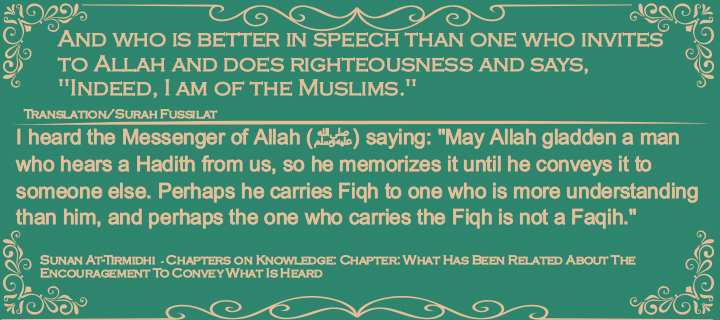 And who is better in speech than one who invites
to Allah and does righteousness and says,
"Indeed, I am of the Muslims."
Translation/Surah Fussilat
I heard the Messenger of Allah (ﷺ) saying: "May Allah gladden a man
who hears a Hadith from us, so he memorizes it until he conveys it to
someone else. Perhaps he carries Fiqh to one who is more understanding
than him, and perhaps the one who carries the Fiqh is not a Faqih."
Sunan At-Tirmidhi - Chapters on Knowledge: Chapter: What Has Been Related About The
Encouragement To Convey What Is Heard